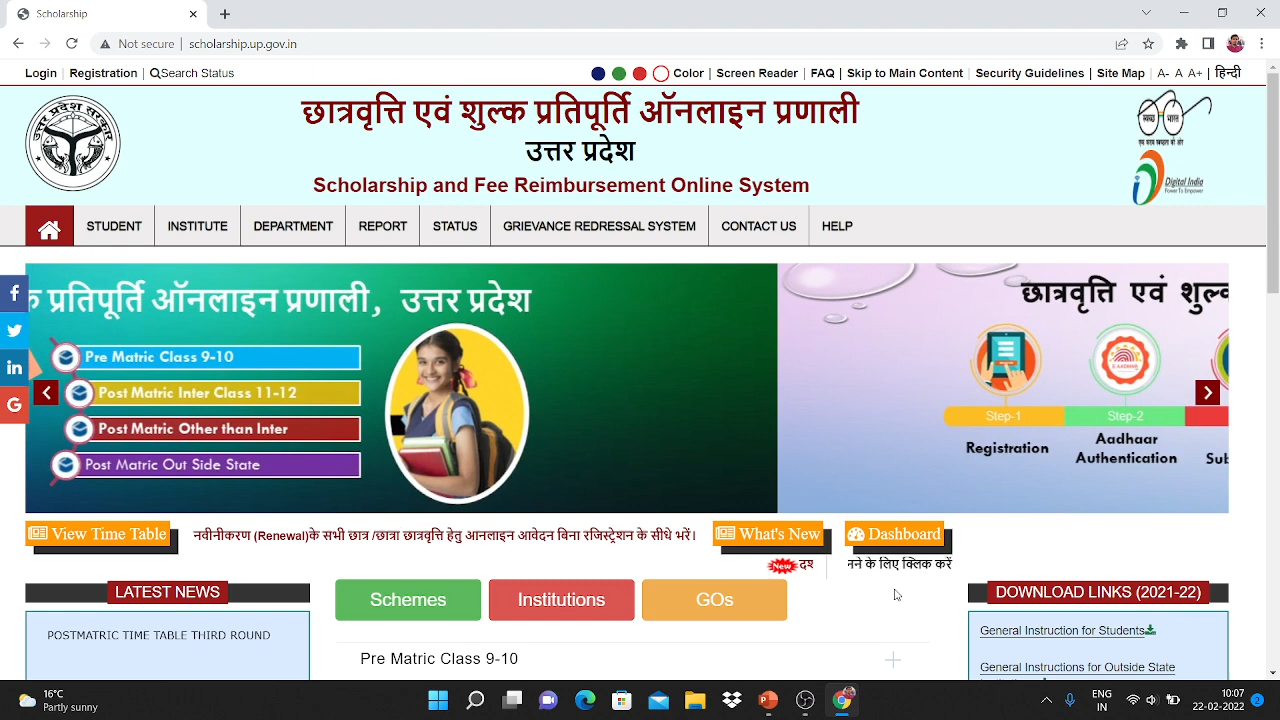 Scholarship
Not secure | scholarship.up.gov.in
Login | Registration | Search Status
Color | Screen Reader | FAQ | Skip to Main Content | Security Guidelines | Site Map | A- A A+ | हिन्दी
छात्रवृत्ति एवं शुल्क प्रतिपूर्ति ऑनलाइन प्रणाली
उत्तर प्रदेश
Scholarship and Fee Reimbursement Online System
Digital India
Power To Empower
STUDENT INSTITUTE DEPARTMENT REPORT STATUS GRIEVANCE REDRESSAL SYSTEM CONTACT US HELP
प्रतिपूर्ति ऑनलाइन प्रणाली, उत्तर प्रदेश
Pre Matric Class 9-10
Post Matric Inter Class 11-12
Post Matric Other than Inter
Post Matric Out Side State
छात्रवृत्ति एवं
Step-1 Step-2
Registration
Aadhaar
Authentication
View Time Table
नवीनीकरण (Renewal)के सभी छात्र /छात्रा छात्रवृत्ति हेतु आनलाइन आवेदन बिना रजिस्ट्रेशन के सीधे भरें।
What's New
Dashboard
New
के लिए क्लिक करें
LATEST NEWS
POSTMATRIC TIME TABLE THIRD ROUND
Schemes
Institutions
GOs
Pre Matric Class 9-10
DOWNLOAD LINKS (2021-22)
General Instruction for Students
General Instructions for Outside State
16°C
Partly sunny
ENG
IN
10:07
22-02-2022
2